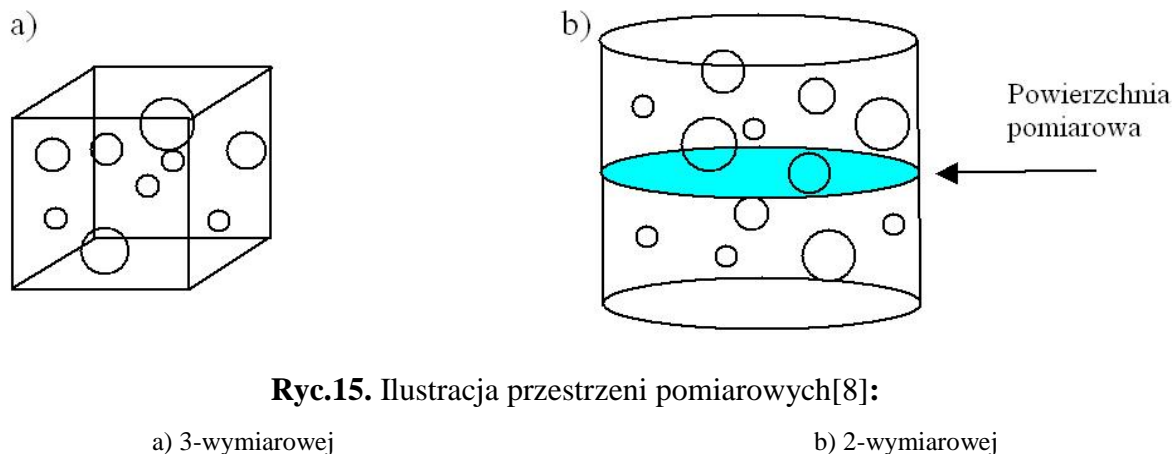 a)
b)
Powierzchnia
pomiarowa
Ryc.15. Ilustracja przestrzeni pomiarowych[8]:
a) 3-wymiarowej b) 2-wymiarowej